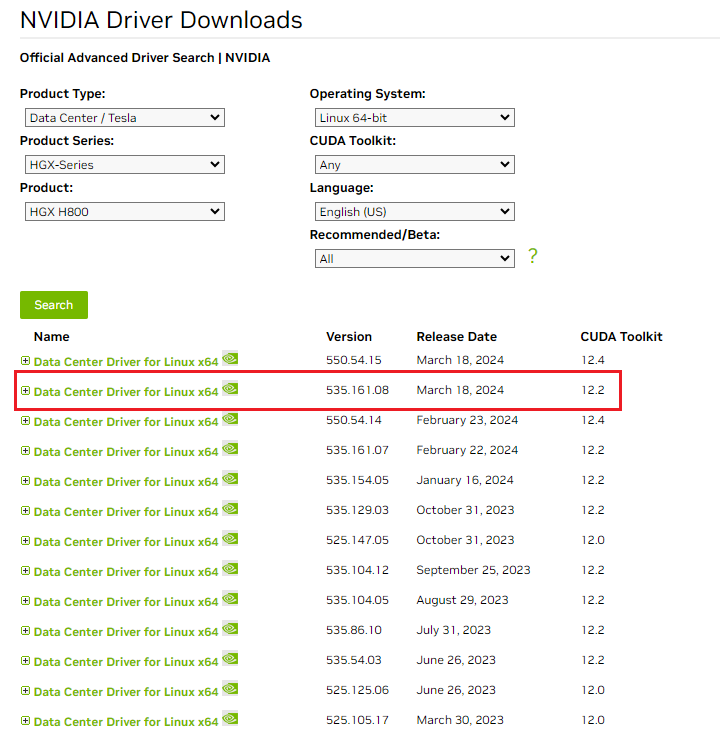 NVIDIA Driver Downloads
Official Advanced Driver Search | NVIDIA
Product Type:
Data Center / Tesla
Product Series:
HGX-Series
Product:
HGX H800
Operating System:
Linux 64-bit
CUDA Toolkit:
Any
Language:
English (US)
Recommended/Beta:
All
?
Search
Name Version Release Date CUDA Toolkit
Data Center Driver for Linux x64 550.54.15 March 18, 2024 12.4
Data Center Driver for Linux x64 535.161.08 March 18, 2024 12.2
Data Center Driver for Linux x64 550.54.14 February 23, 2024 12.4
Data Center Driver for Linux x64 535.161.07 February 22, 2024 12.2
Data Center Driver for Linux x64 535.154.05 January 16, 2024 12.2
Data Center Driver for Linux x64 535.129.03 October 31, 2023 12.2
Data Center Driver for Linux x64 525.147.05 October 31, 2023 12.0
Data Center Driver for Linux x64 535.104.12 September 25, 2023 12.2
Data Center Driver for Linux x64 535.104.05 August 29, 2023 12.2
Data Center Driver for Linux x64 535.86.10 July 31, 2023 12.2
Data Center Driver for Linux x64 535.54.03 June 26, 2023 12.2
Data Center Driver for Linux x64 525.125.06 June 26, 2023 12.0
Data Center Driver for Linux x64 525.105.17 March 30, 2023 12.0